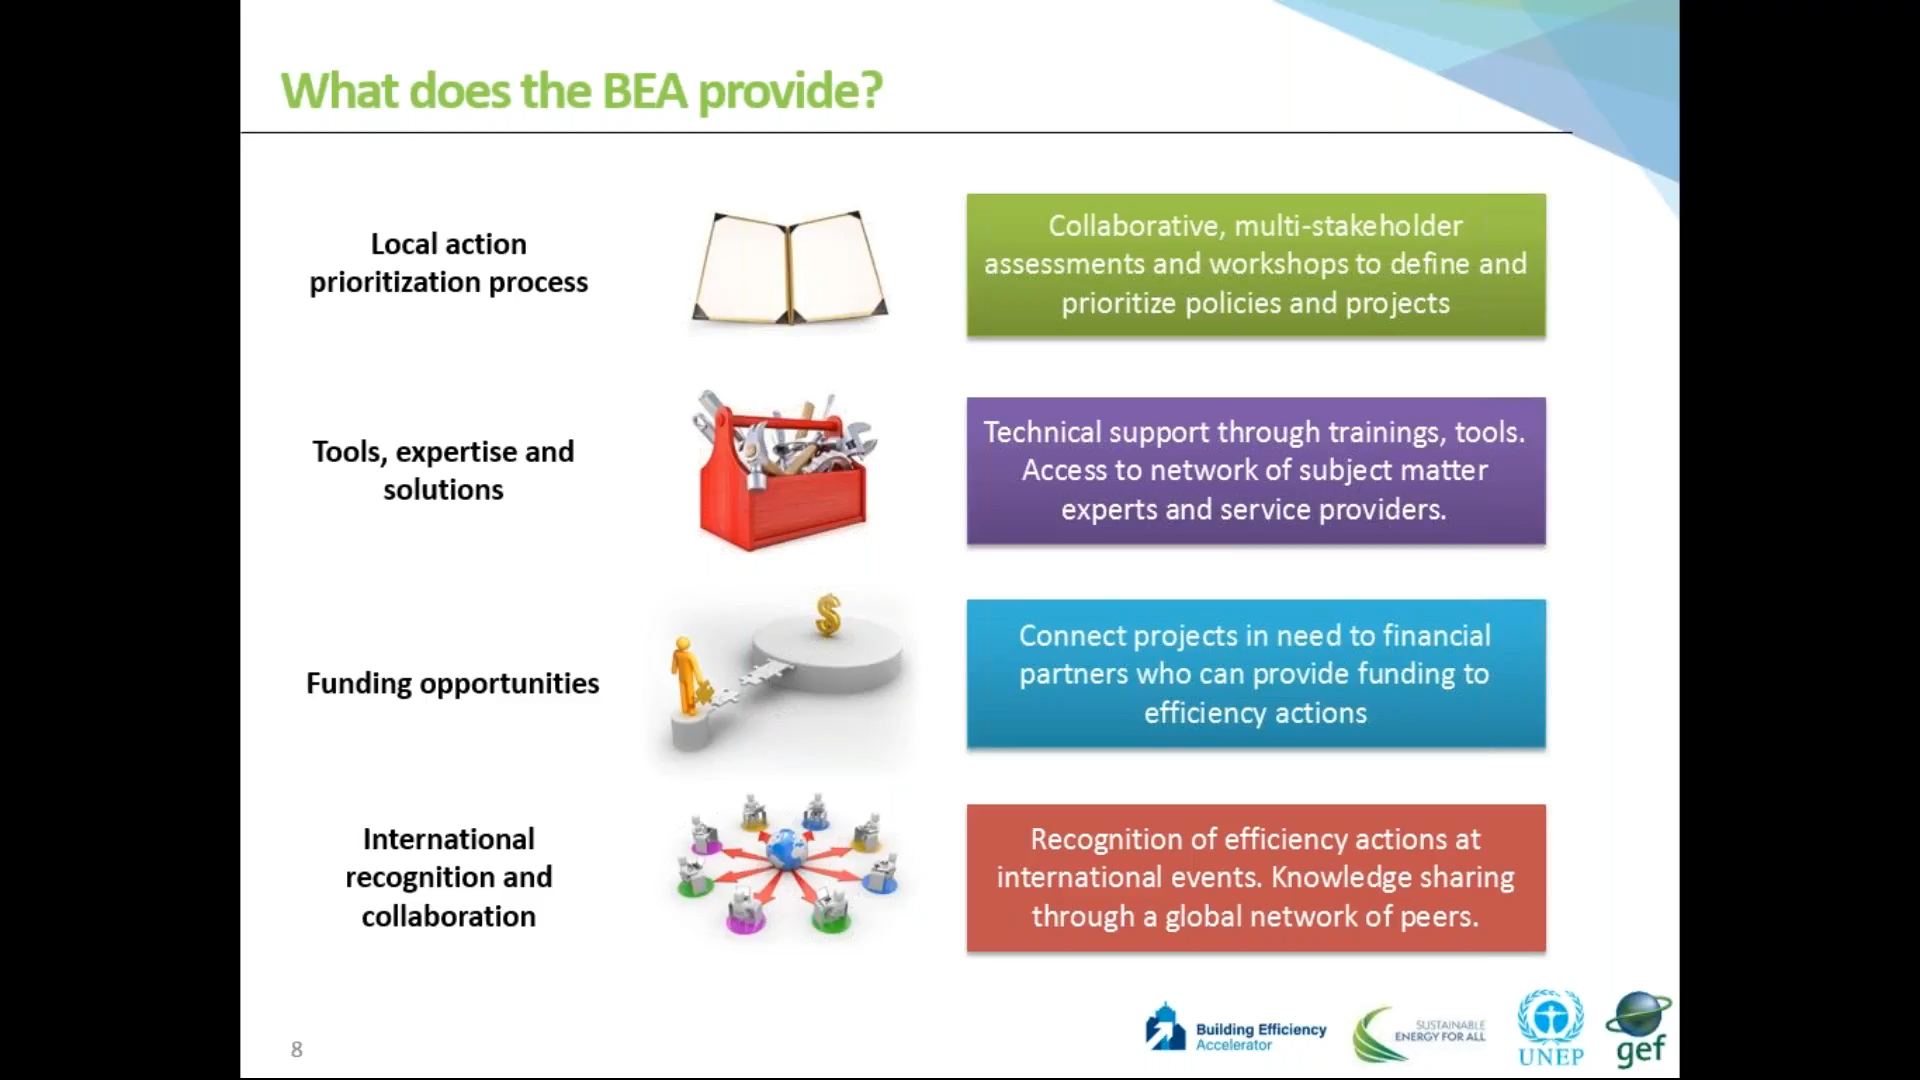 What does the BEA provide?
Local action
prioritization process
Collaborative, multi-stakeholder
assessments and workshops to define and
prioritize policies and projects
Tools, expertise and
solutions
Technical support through trainings, tools.
Access to network of subject matter
experts and service providers.
$
Funding opportunities
Connect projects in need to financial
partners who can provide funding to
efficiency actions
International
recognition and
collaboration
Recognition of efficiency actions at
international events. Knowledge sharing
through a global network of peers.
8
Building Efficiency
Accelerator
SUSTAINABLE
ENERGY FOR ALL
UNEP
gef